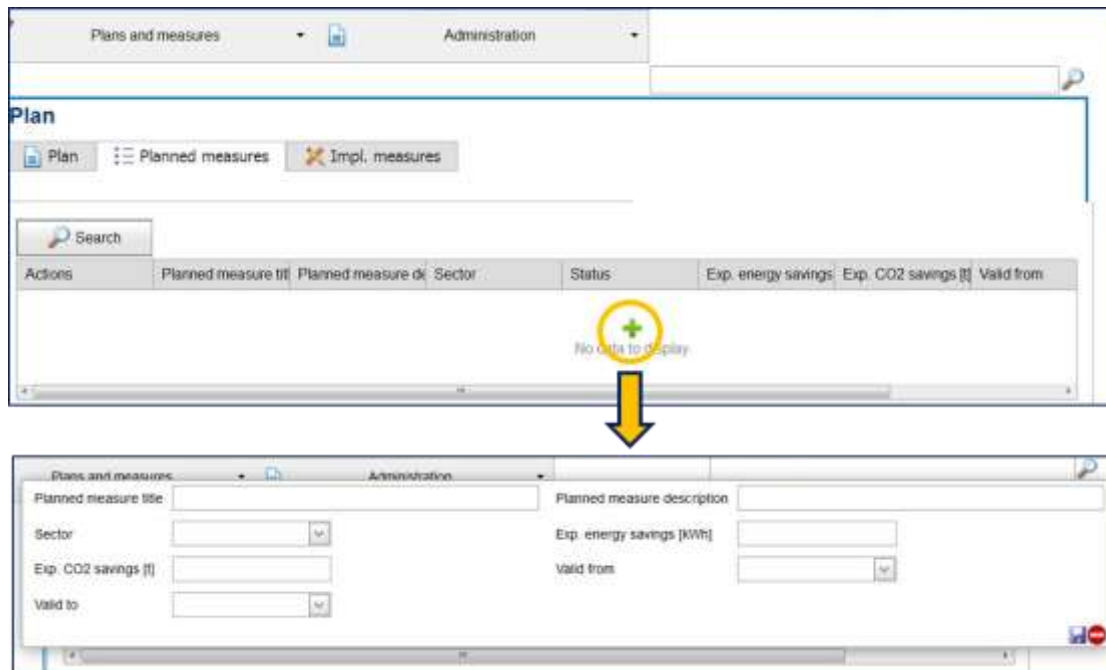 Plans and measures Administration
Plan
Plan Planned measures Impl. measures
Search
Actions Planned measure titl Planned measure de Sector Status Exp. energy savings Exp. CO2 savings [t] Valid from
No data to display
Plans and measures Administration
Planned measure title Planned measure description
Sector Exp. energy savings [kWh]
Exp. CO2 savings [t] Valid from
Valid to